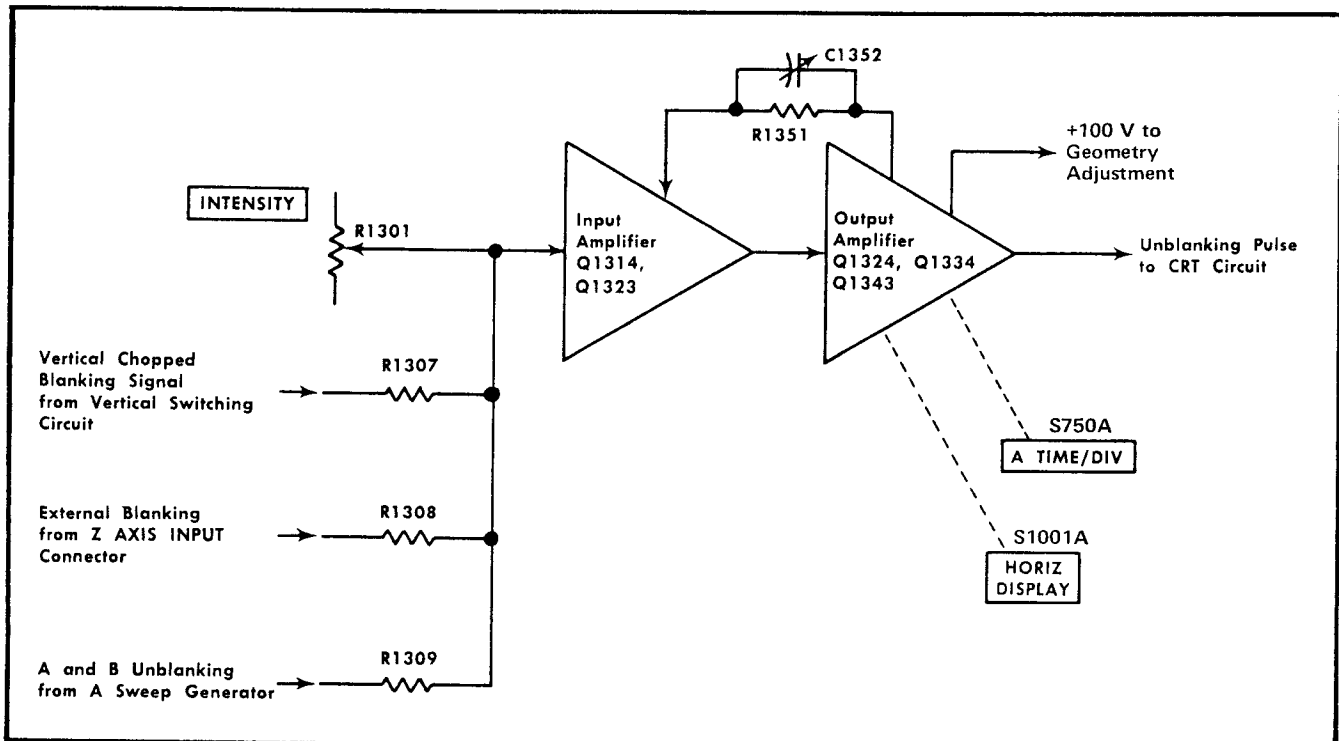 C1352
R1351
+100 V to
Geometry
Adjustment
INTENSITY
R1301
Input
Amplifier
Q1314,
Q1323
Output
Amplifier
Q1324, Q1334
Q1343
Unblanking Pulse
to CRT Circuit
Vertical Chopped
Blanking Signal
from Vertical Switching
Circuit
R1307
S750A
A TIME/DIV
External Blanking
from Z AXIS INPUT
Connector
R1308
S1001A
HORIZ
DISPLAY
A and B Unblanking
from A Sweep Generator
R1309